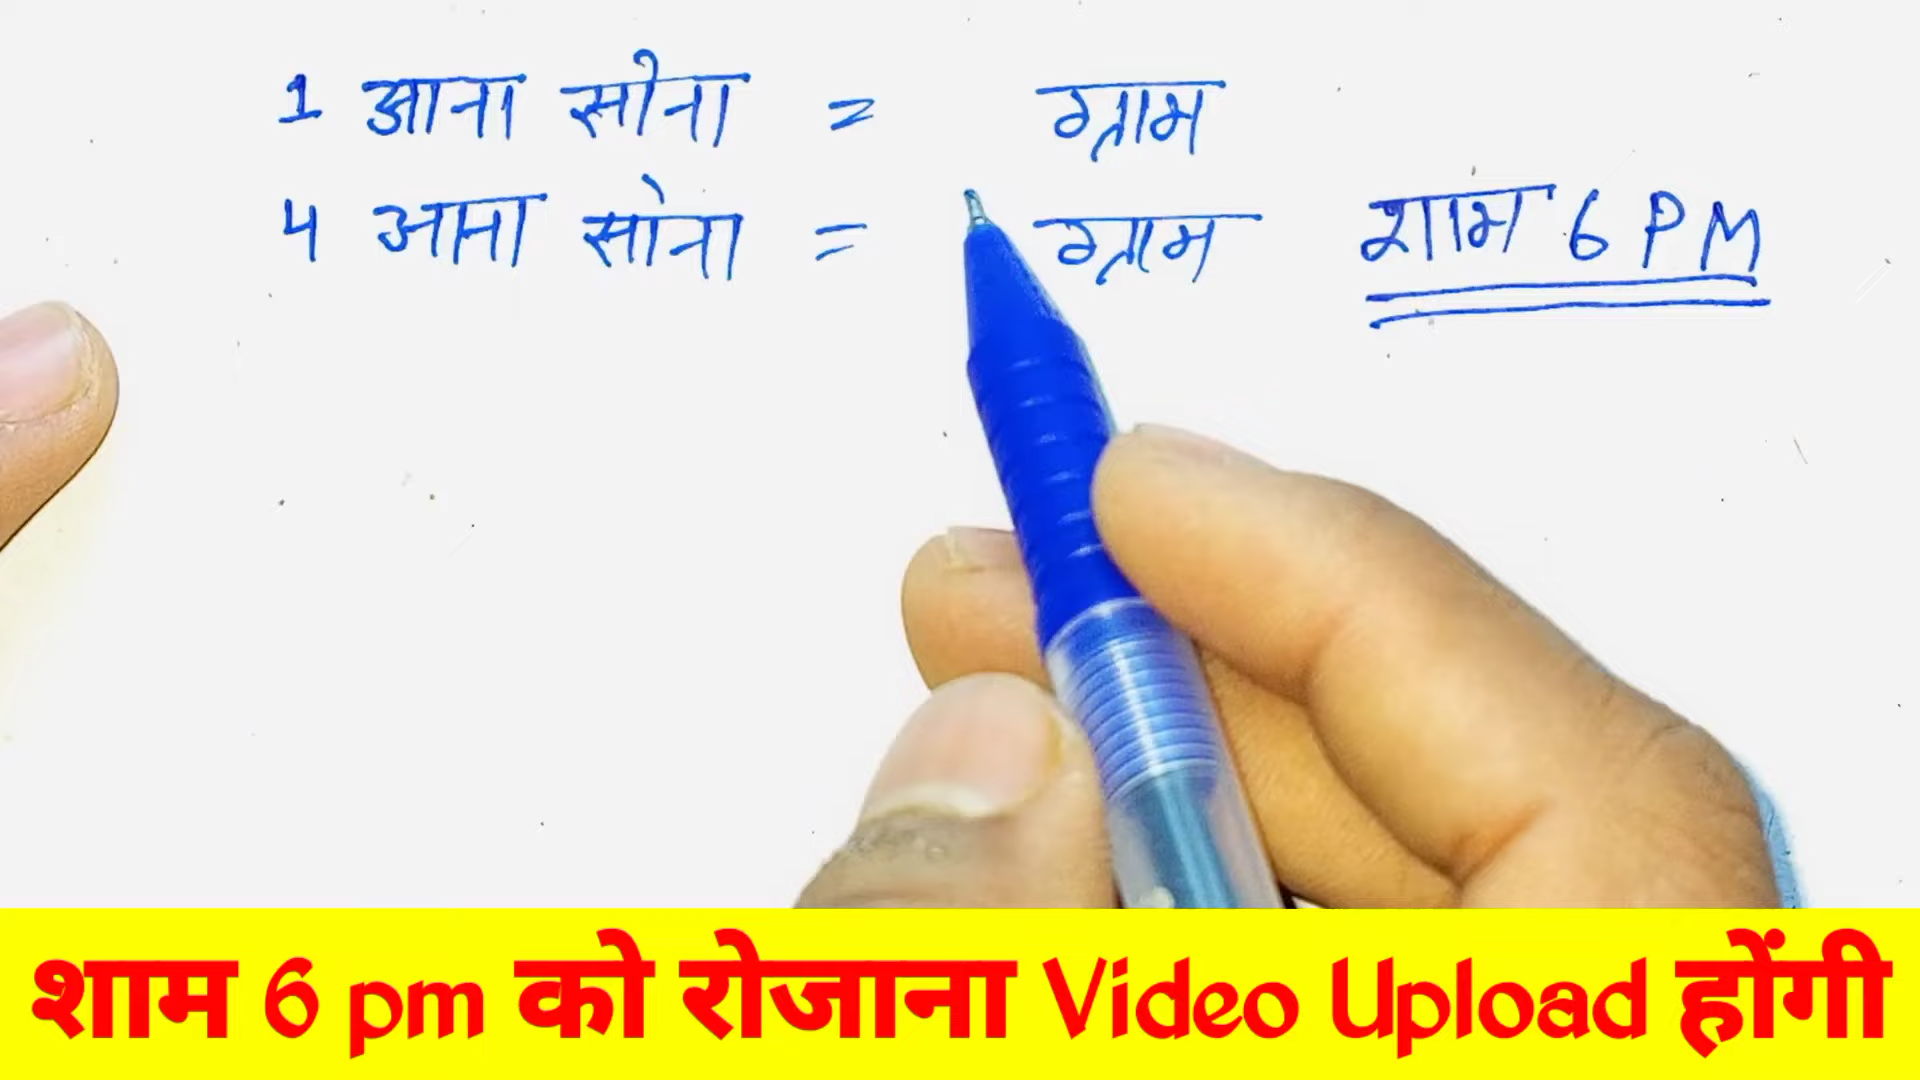 1 आना सोना = ग्राम
4 आना सोना = ग्राम शाम 6 PM
शाम 6 pm को रोजाना Video Upload होंगी